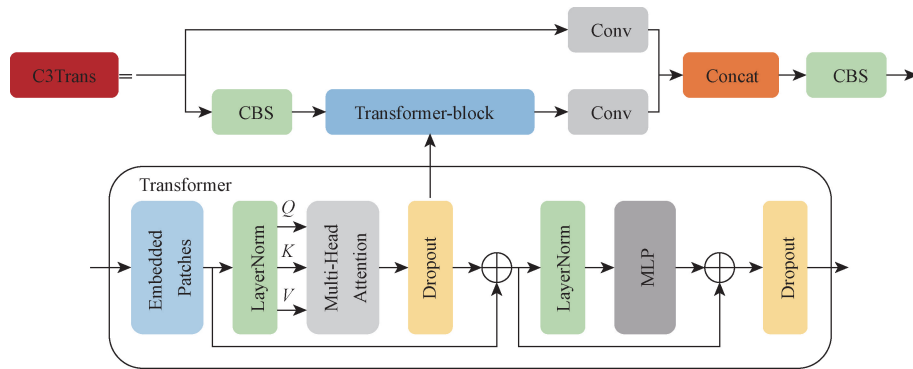 Conv
C3Trans
Concat
CBS
CBS
Transformer-block
Conv
Transformer
Embedded
Patches
LayerNorm
Q
K
V
Multi-Head
Attention
Dropout
LayerNorm
MLP
Dropout